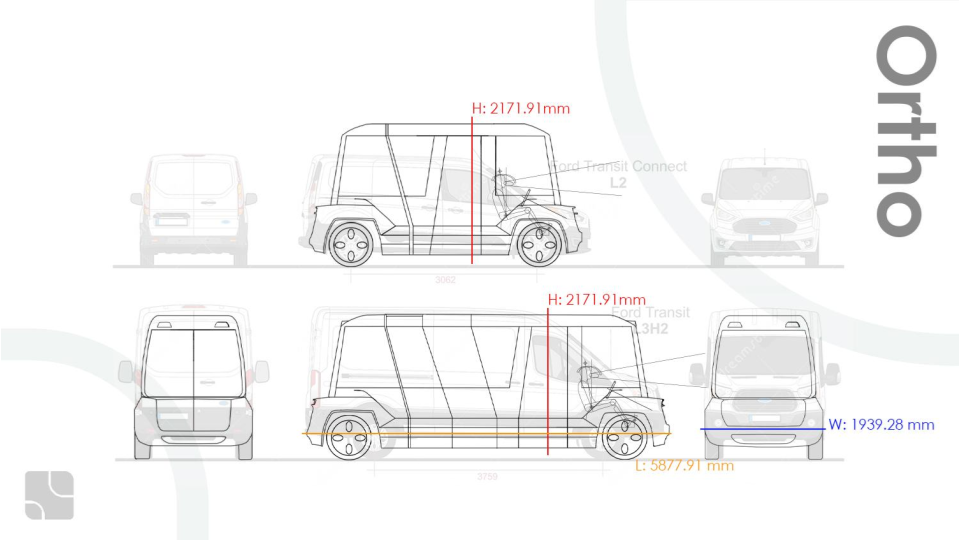 Ortho
H: 2171.91mm
Ford Transit Connect
L2
3062
H: 2171.91mm
Ford Transit
L3H2
W: 1939.28 mm
L: 5877.91 mm
3759